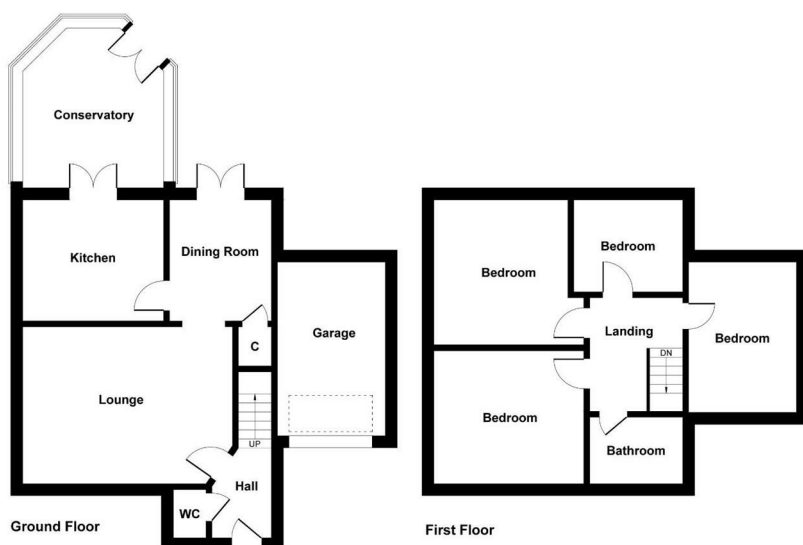 Conservatory
Kitchen
Dining Room
Garage
C
Lounge
UP
Hall
WC
Ground Floor
Bedroom
Bedroom
Landing
Bedroom
DN
Bedroom
Bathroom
First Floor